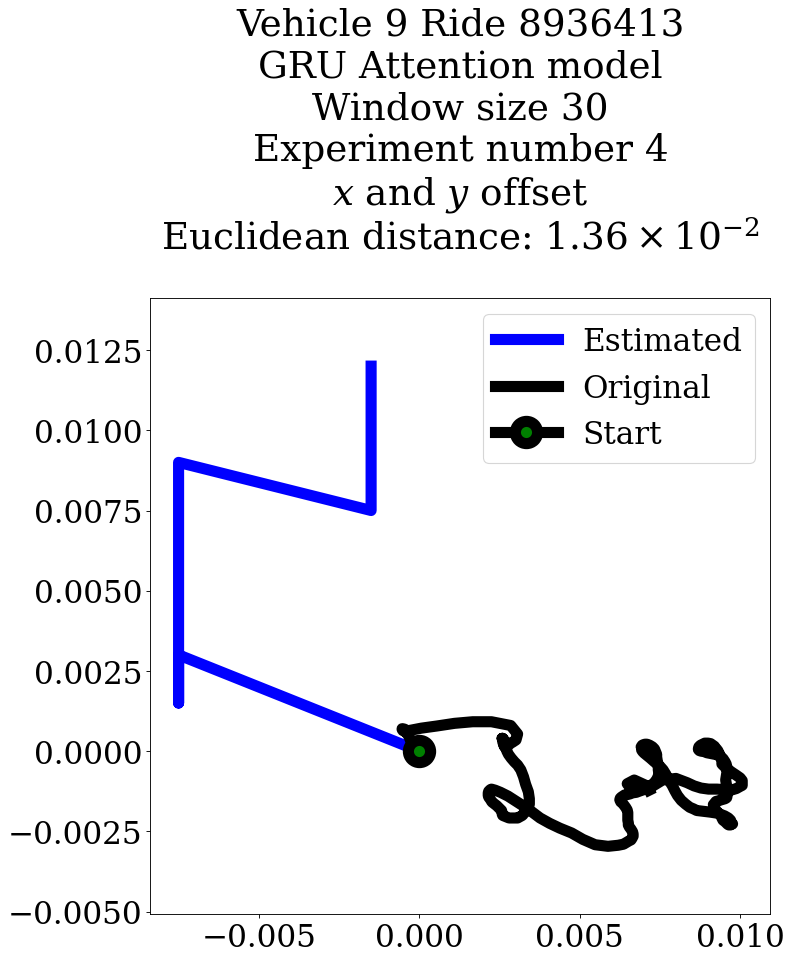 Vehicle 9 Ride 8936413
GRU Attention model
Window size 30
Experiment number 4
x and y offset
Euclidean distance: 1.36 × 10⁻²
Estimated
Original
Start
0.0125
0.0100
0.0075
0.0050
0.0025
0.0000
−0.0025
−0.0050
−0.005 0.000 0.005 0.010